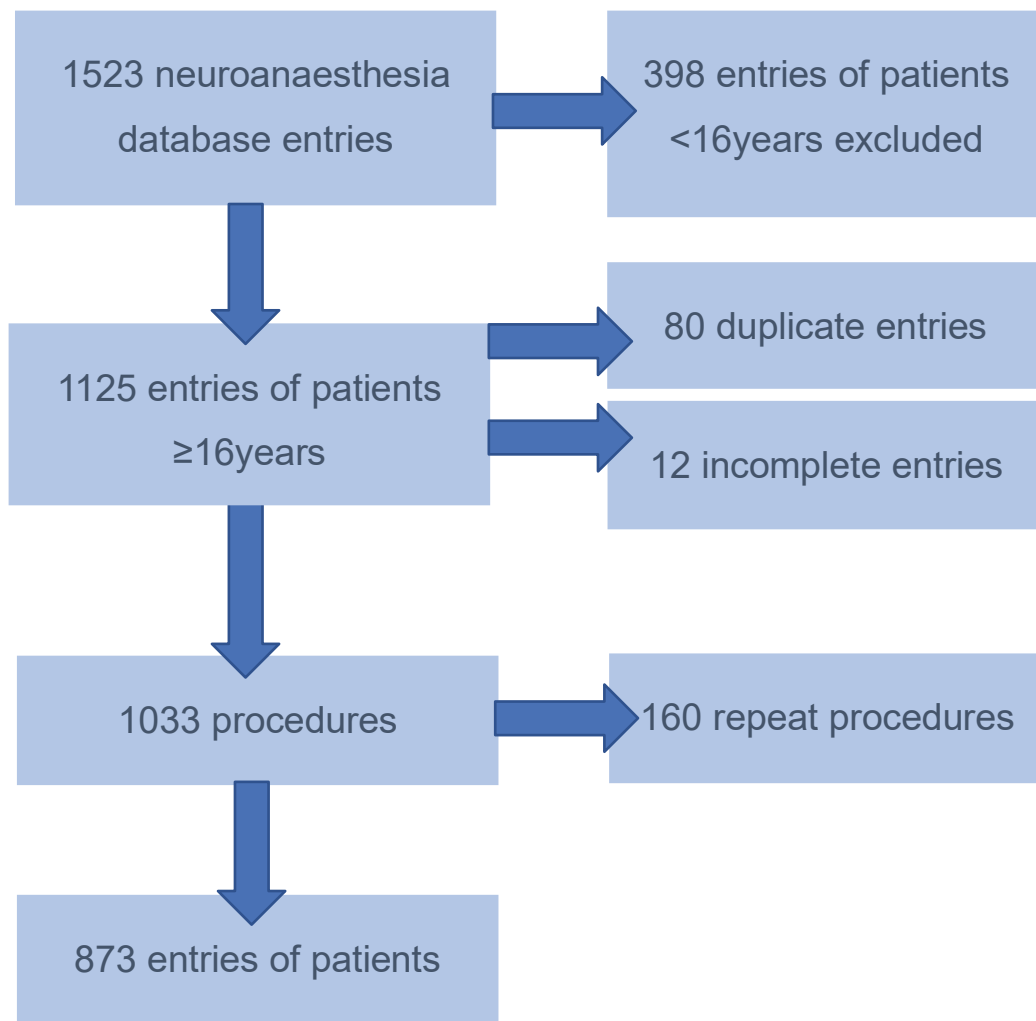 1523 neuroanaesthesia
database entries
398 entries of patients
<16years excluded
80 duplicate entries
1125 entries of patients
≥16years
12 incomplete entries
1033 procedures
160 repeat procedures
873 entries of patients